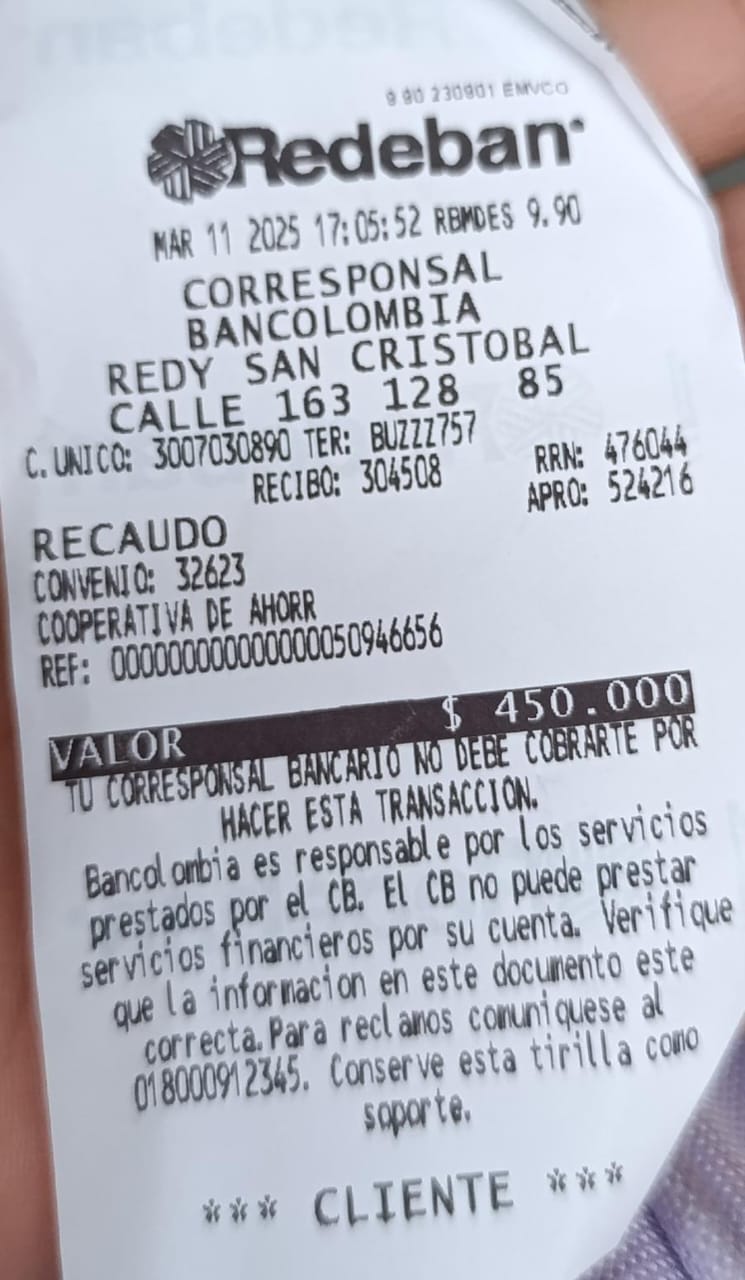 9 90 230901 EMVCO
Redeban
MAR 11 2025 17:05:52 RBMDES 9.90
CORRESPONSAL
BANCOLOMBIA
REDY SAN CRISTOBAL
CALLE 163 128 85
C. UNICO: 3007030890 TER: BUZZZ757
RECIBO: 304508 RRN: 476044
APRO: 524216
RECAUDO
CONVENIO: 32623
COOPERATIVA DE AHORR
REF: 0000000000000000050946656
VALOR $ 450.000
TU CORRESPONSAL BANCARIO NO DEBE COBRARTE POR
HACER ESTA TRANSACCION.
Bancolombia es responsable por los servicios
prestados por el CB. El CB no puede prestar
servicios financieros por su cuenta. Verifique
que la informacion en este documento este
correcta.Para reclamos comuniquese al
018000912345. Conserve esta tirilla como
soporte.
*** CLIENTE ***